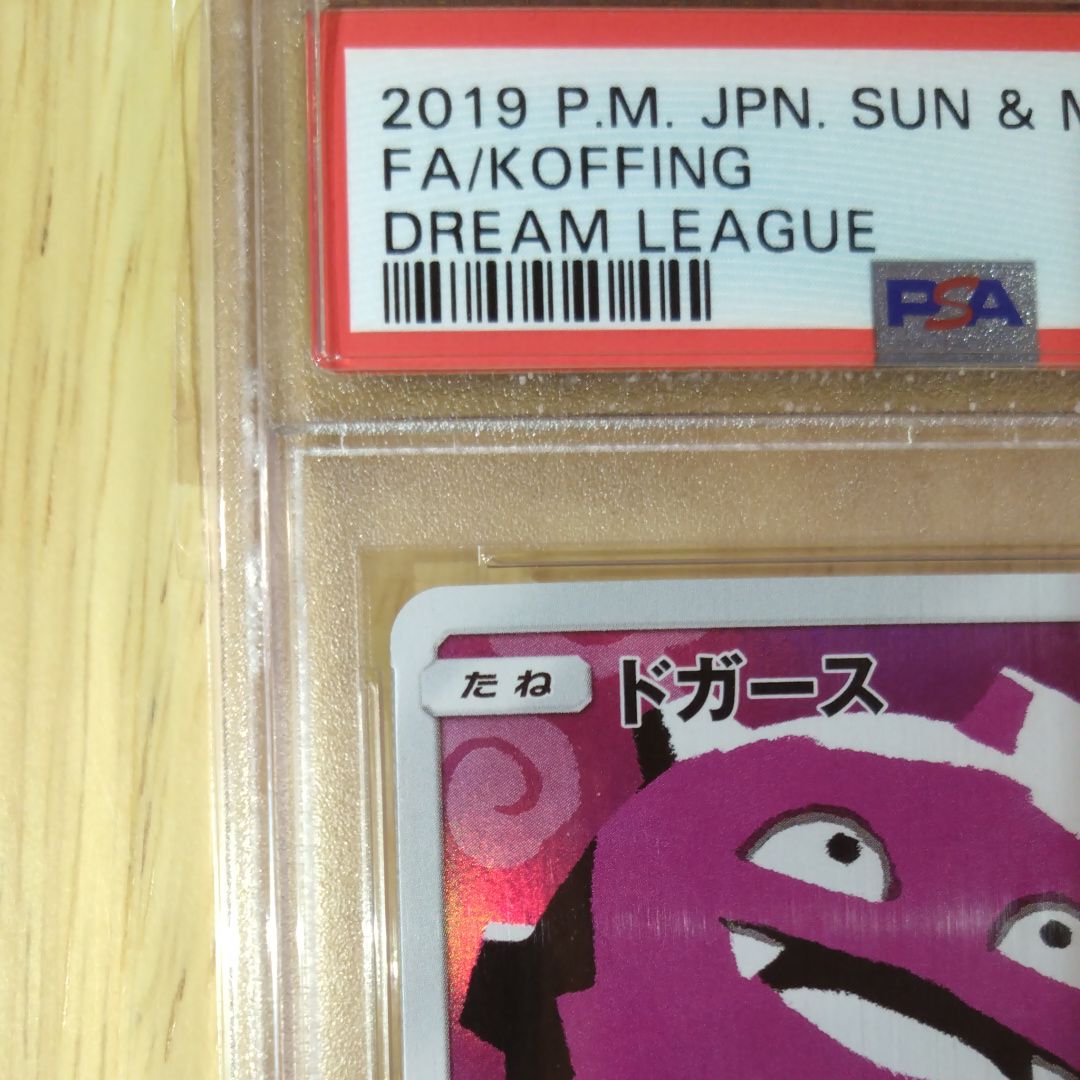 2019 P.M. JPN. SUN & M
FA/KOFFING
DREAM LEAGUE
PSA
たね ドガース